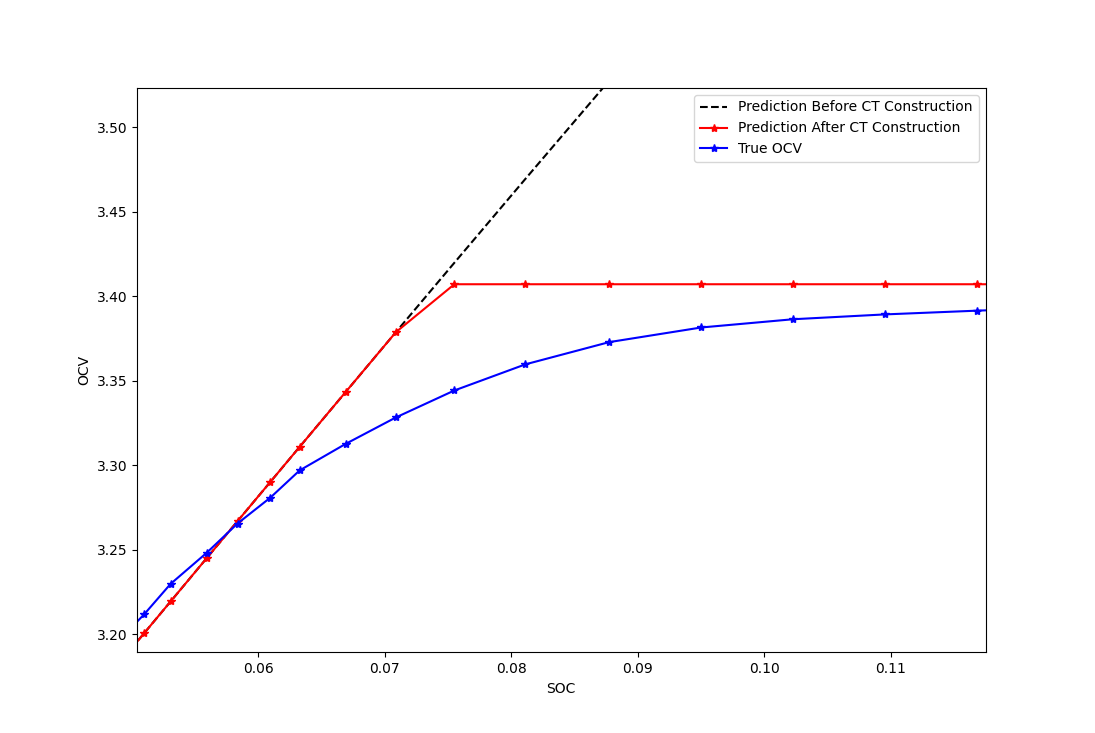 Prediction Before CT Construction
Prediction After CT Construction
True OCV
3.50
3.45
3.40
3.35
3.30
3.25
3.20
OCV
0.06 0.07 0.08 0.09 0.10 0.11
SOC